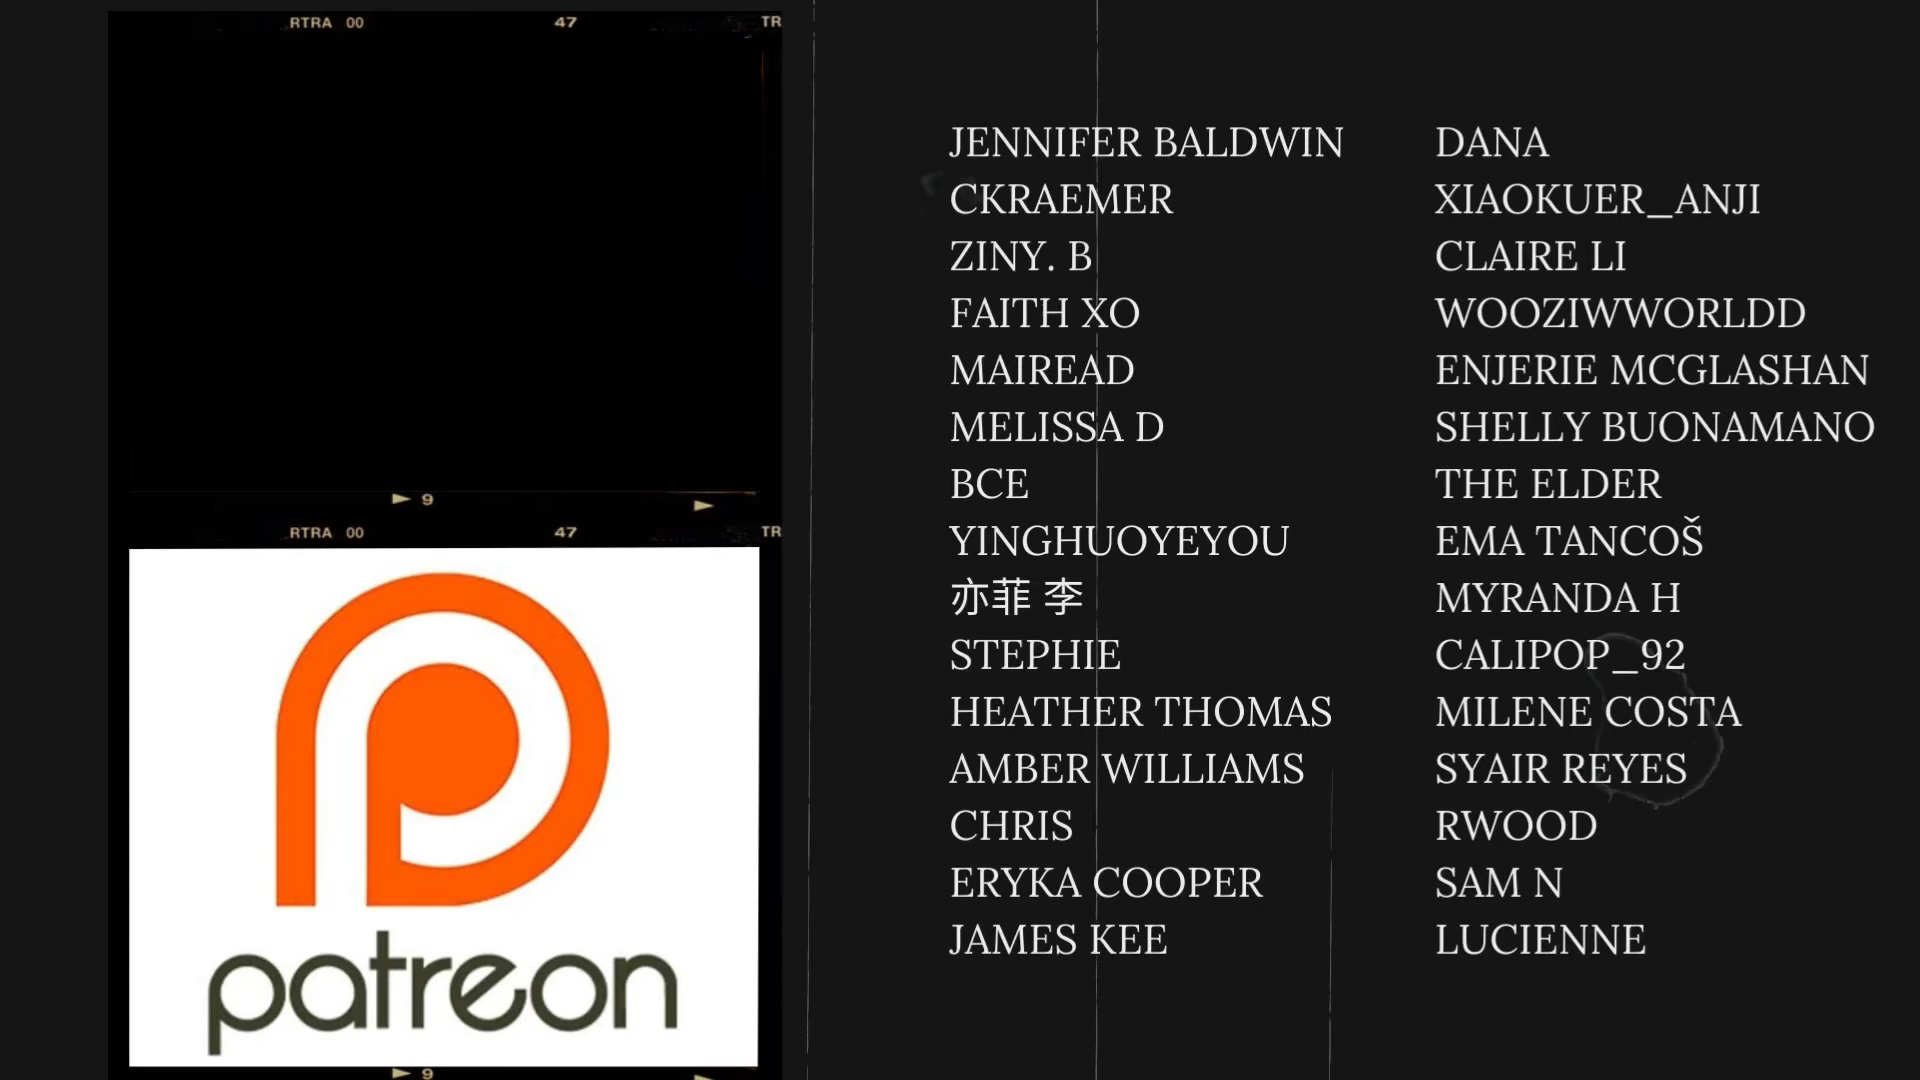 RTRA 00 47 TR
9
RTRA 00 47 TR
patreon
9
JENNIFER BALDWIN
CKRAEMER
ZINY. B
FAITH XO
MAIREAD
MELISSA D
BCE
YINGHUOYEYOU
亦菲 李
STEPHIE
HEATHER THOMAS
AMBER WILLIAMS
CHRIS
ERYKA COOPER
JAMES KEE
DANA
XIAOKUER_ANJI
CLAIRE LI
WOOZIWWORLDD
ENJERIE MCGLASHAN
SHELLY BUONAMANO
THE ELDER
EMA TANCOŠ
MYRANDA H
CALIPOP_92
MILENE COSTA
SYAIR REYES
RWOOD
SAM N
LUCIENNE